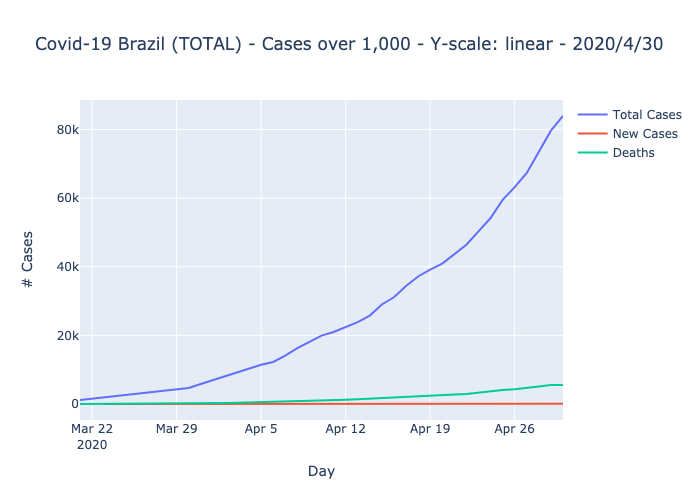 Covid-19 Brazil (TOTAL) - Cases over 1,000 - Y-scale: linear - 2020/4/30
Total Cases
New Cases
Deaths
80k
60k
40k
20k
0
# Cases
Mar 22 Mar 29 Apr 5 Apr 12 Apr 19 Apr 26
2020
Day